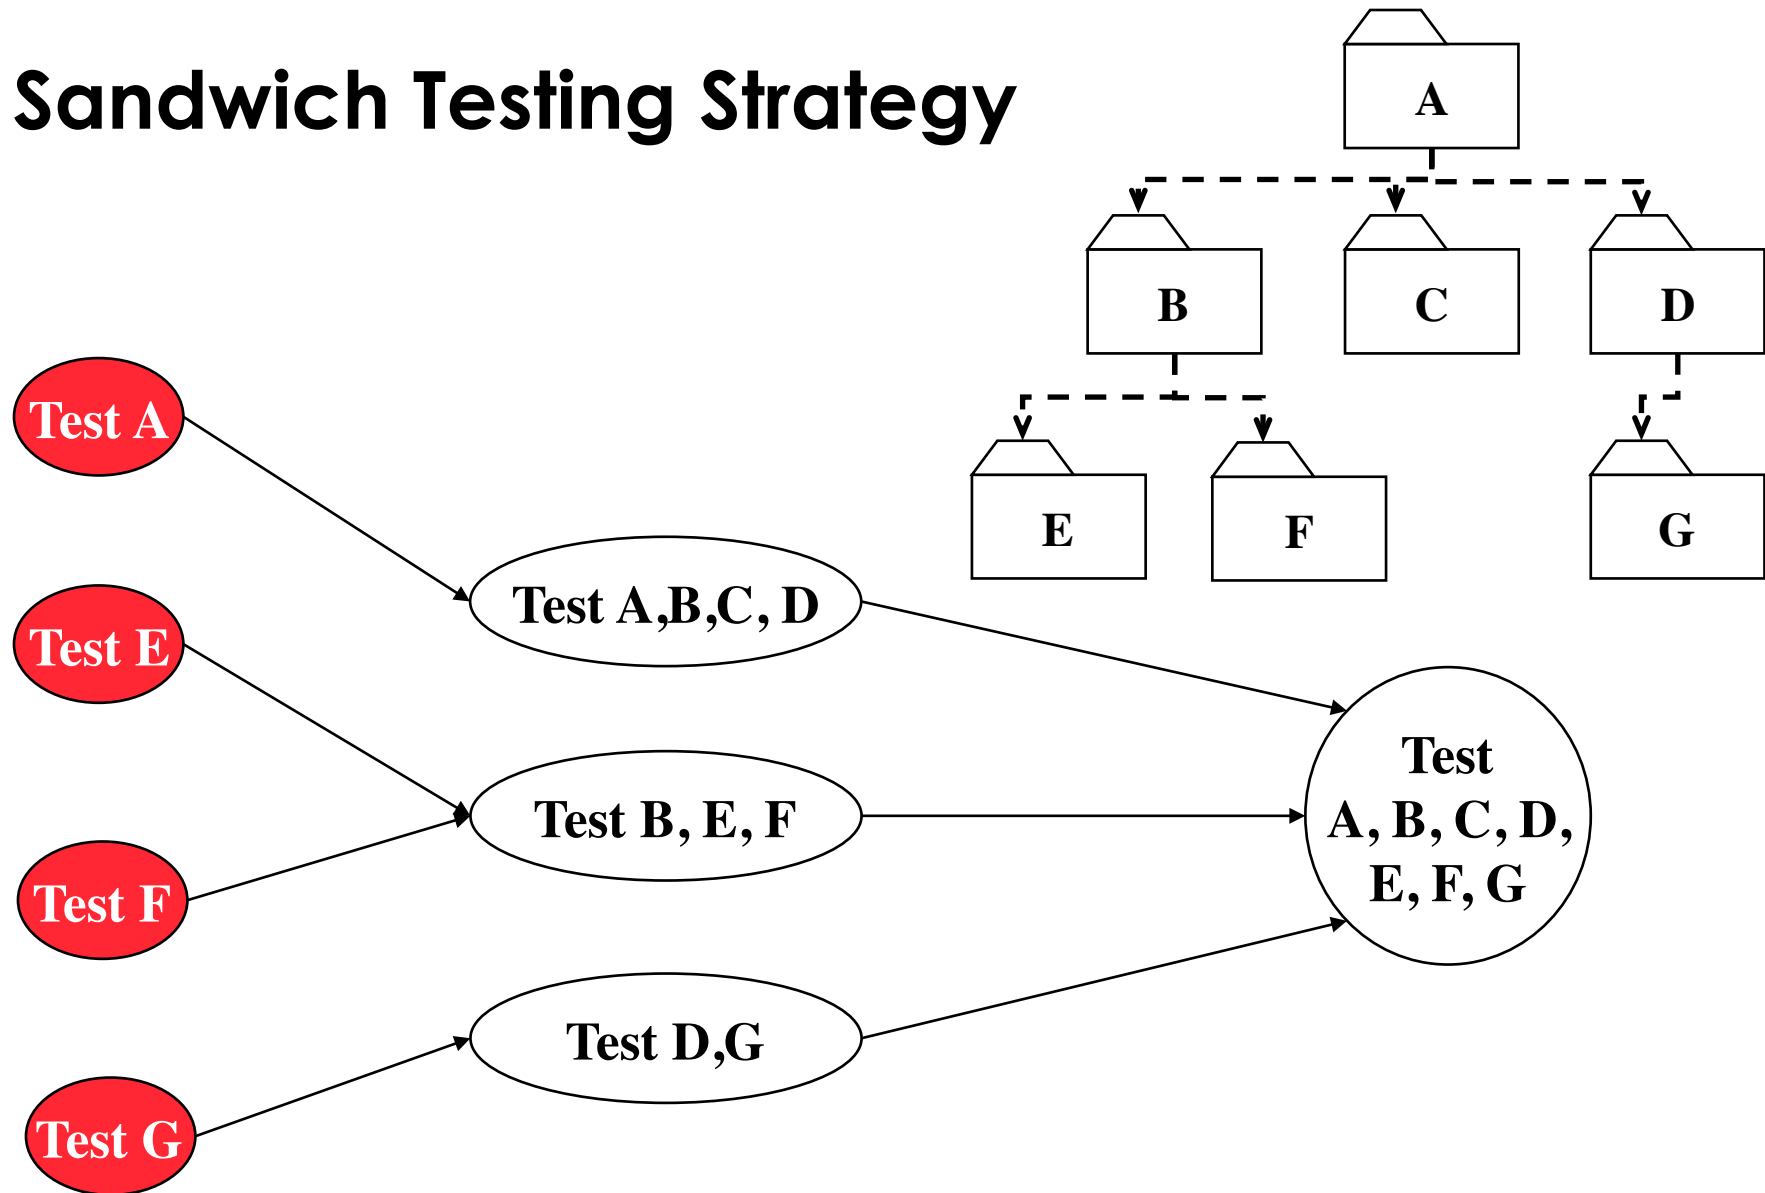 Sandwich Testing Strategy
A
B
C
D
E
F
G
Test A
Test E
Test F
Test G
Test A,B,C, D
Test B, E, F
Test D,G
Test
A, B, C, D,
E, F, G